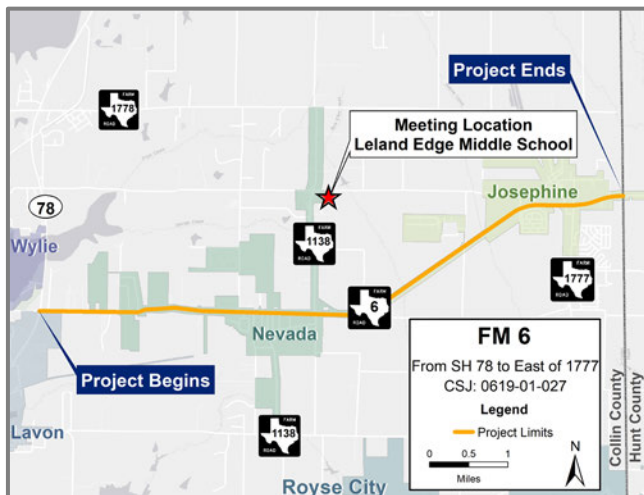 Project Ends
FARM
1778
ROAD
Meeting Location
Leland Edge Middle School
Josephine
78
FARM
1138
ROAD
Wylie
FARM
1777
ROAD
FARM
6
ROAD
Nevada
Project Begins
FM 6
From SH 78 to East of 1777
CSJ: 0619-01-027
Legend
Project Limits
0 0.5 1
Miles
N
Collin County
Hunt County
Lavon
FARM
1138
ROAD
Royse City